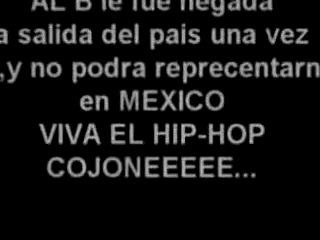 AL B le fue negada
a salida del pais una vez
,y no podra reprecentarn
en MEXICO
VIVA EL HIP-HOP
COJONEEEEE...